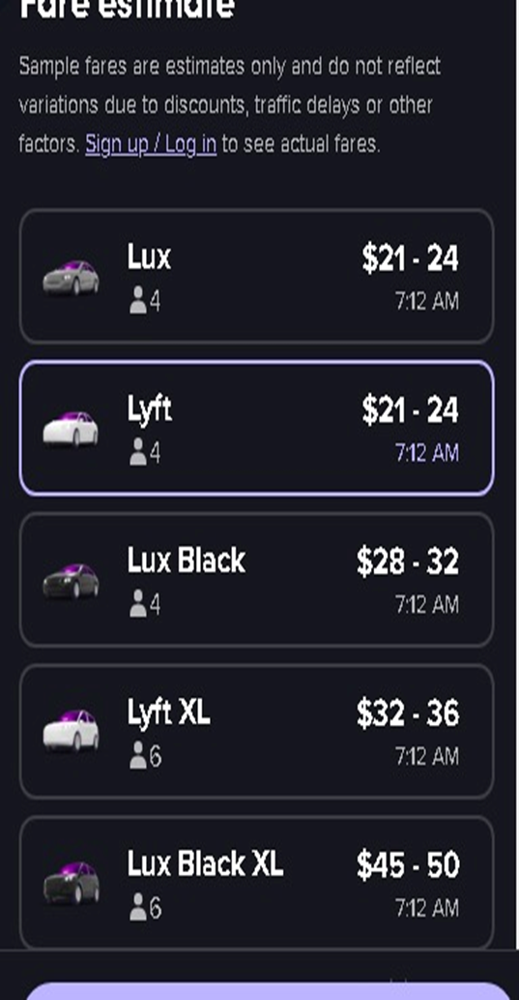 Fare estimate
Sample fares are estimates only and do not reflect
variations due to discounts, traffic delays or other
factors. Sign up / Log in to see actual fares.
Lux
$21 - 24
4
7:12 AM
Lyft
$21 - 24
4
7:12 AM
Lux Black
$28 - 32
4
7:12 AM
Lyft XL
$32 - 36
6
7:12 AM
Lux Black XL
$45 - 50
6
7:12 AM